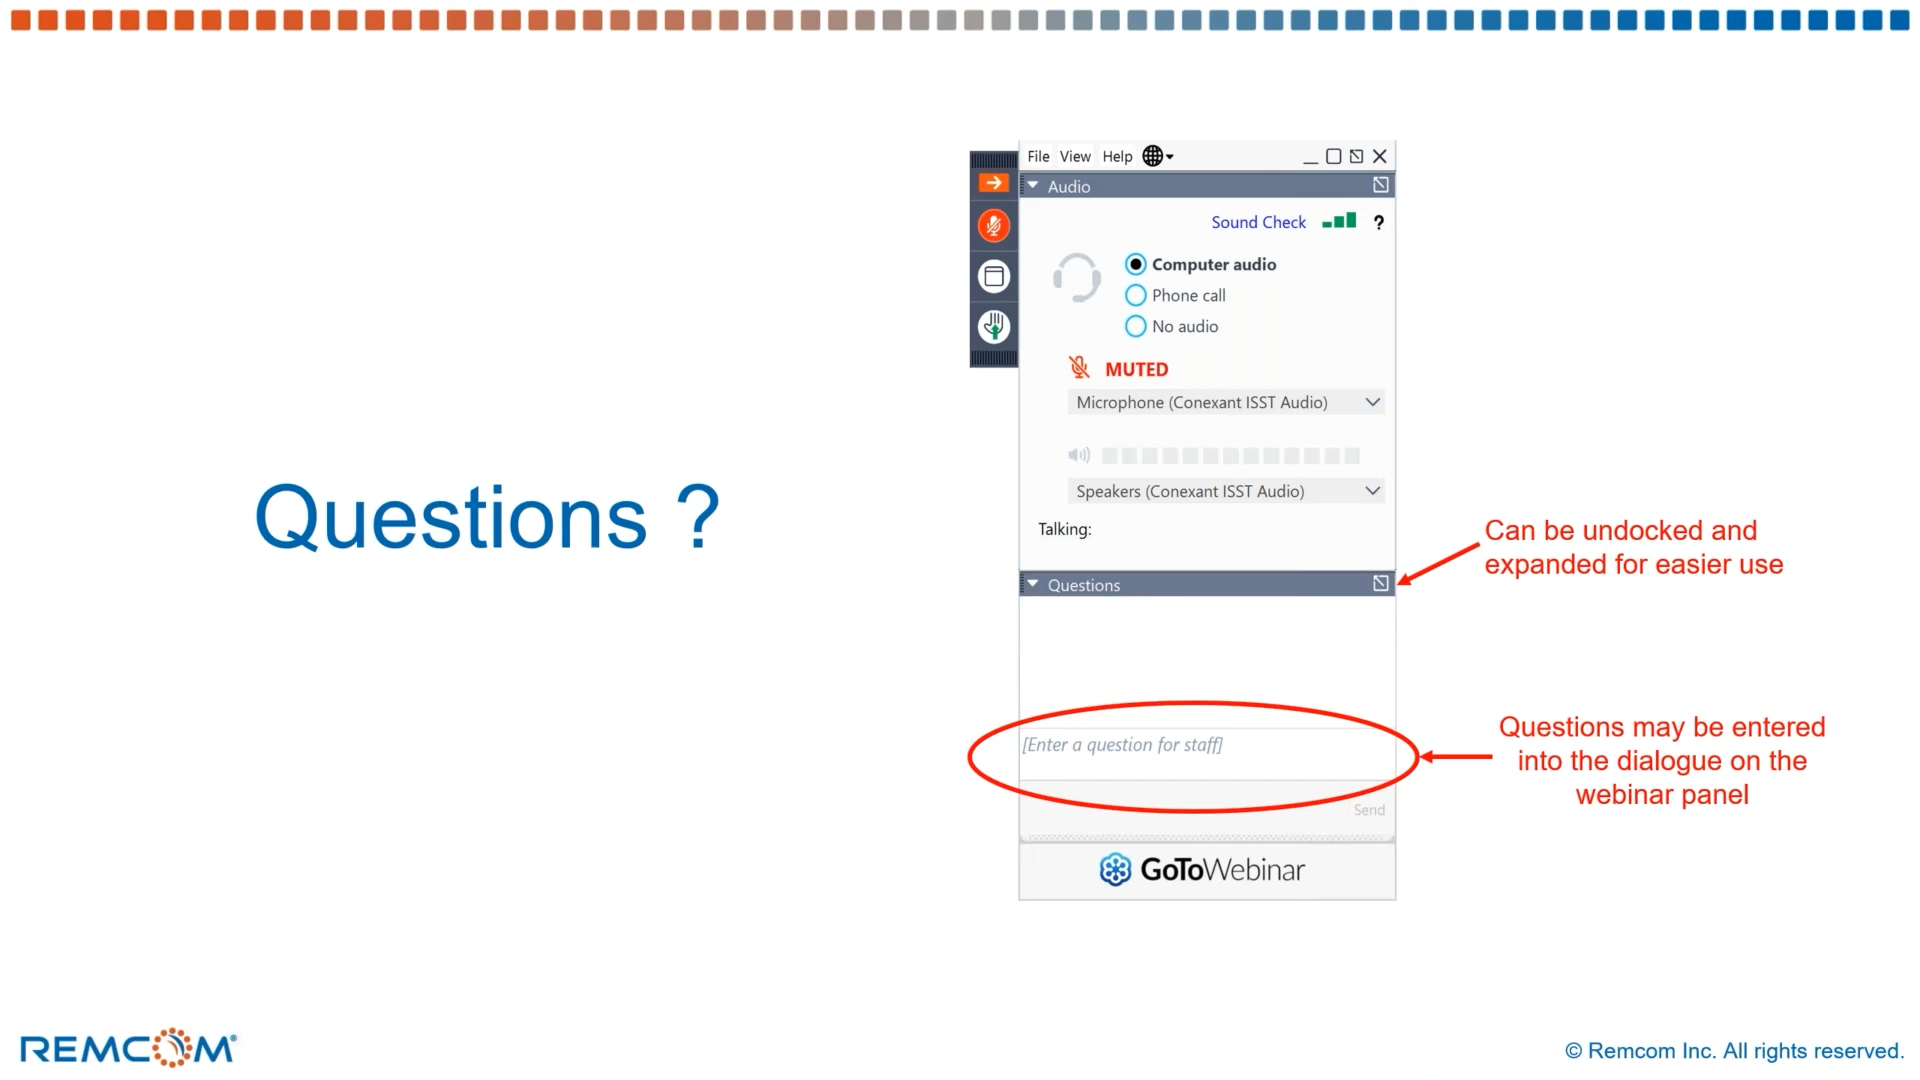 Questions ?
File View Help
Audio
Sound Check ?
Computer audio
Phone call
No audio
MUTED
Microphone (Conexant ISST Audio)
Speakers (Conexant ISST Audio)
Talking:
Questions
[Enter a question for staff]
Send
GoToWebinar
Can be undocked and
expanded for easier use
Questions may be entered
into the dialogue on the
webinar panel
REMCOM®
© Remcom Inc. All rights reserved.